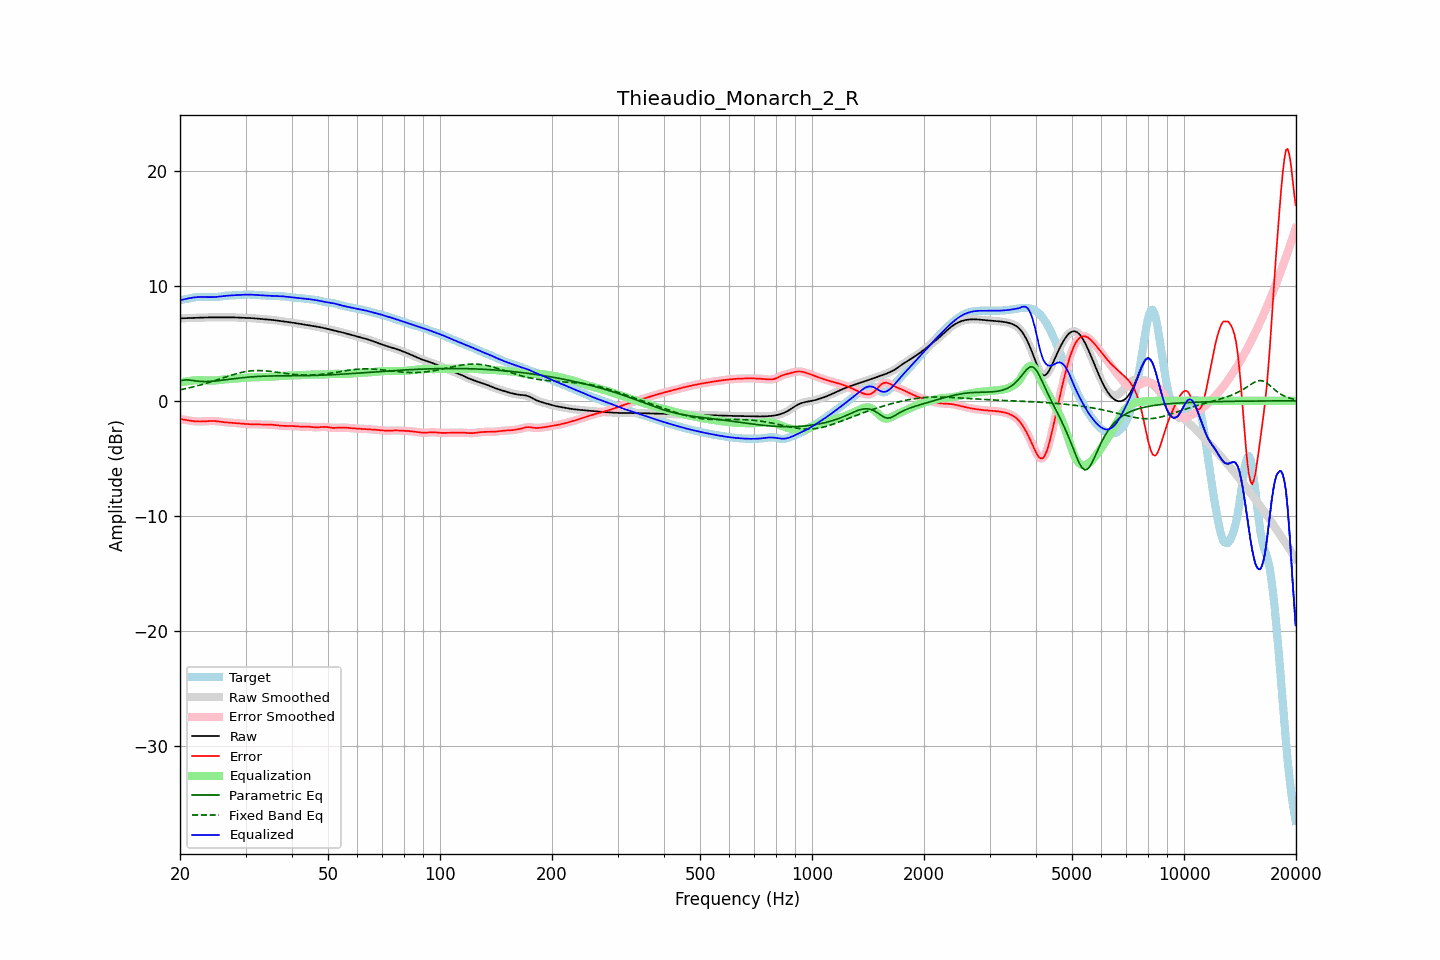 Thieaudio_Monarch_2_R
Amplitude (dBr)
20
10
0
−10
−20
−30
Target
Raw Smoothed
Error Smoothed
Raw
Error
Equalization
Parametric Eq
Fixed Band Eq
Equalized
20 50 100 200 500 1000 2000 5000 10000 20000
Frequency (Hz)